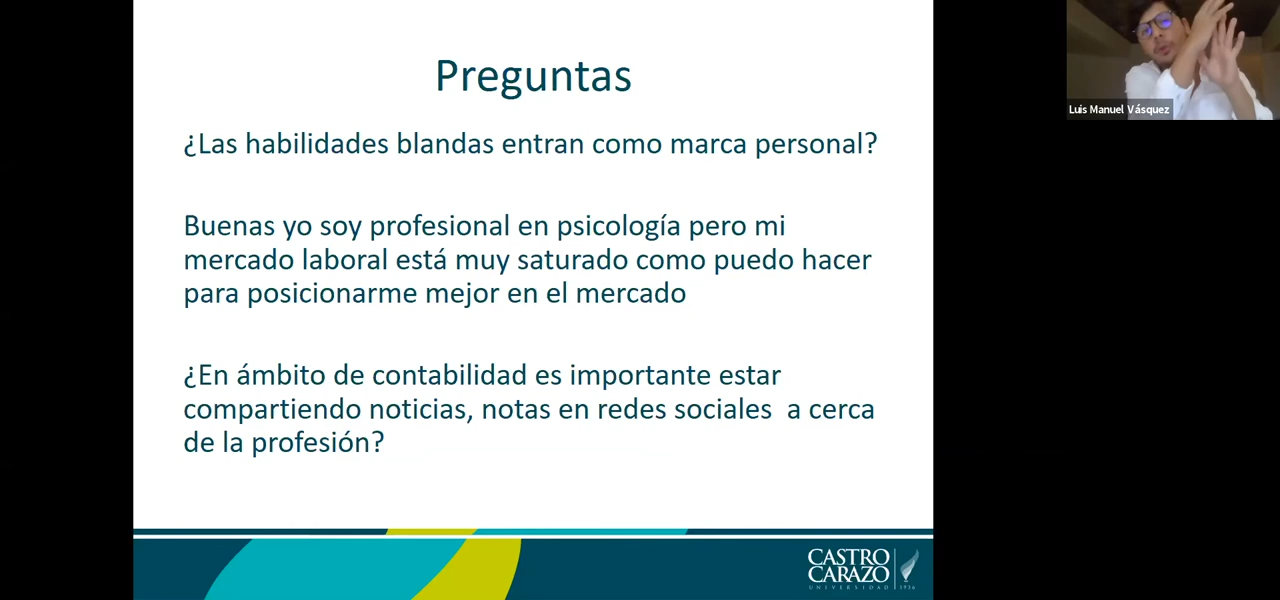 Preguntas
¿Las habilidades blandas entran como marca personal?
Buenas yo soy profesional en psicología pero mi
mercado laboral está muy saturado como puedo hacer
para posicionarme mejor en el mercado
¿En ámbito de contabilidad es importante estar
compartiendo noticias, notas en redes sociales  a cerca
de la profesión?
Luis Manuel Vásquez
CASTRO
CARAZO
UNIVERSIDAD
1936